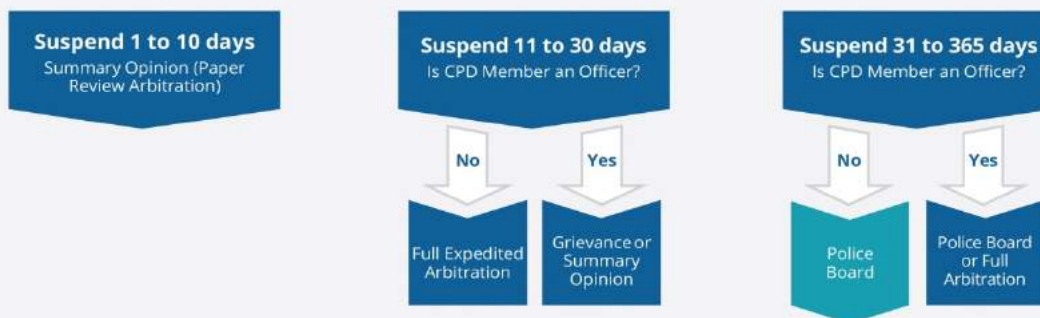 Suspend 1 to 10 days
Summary Opinion (Paper
Review Arbitration)
Suspend 11 to 30 days
Is CPD Member an Officer?
No
Yes
Full Expedited
Arbitration
Grievance or
Summary
Opinion
Suspend 31 to 365 days
Is CPD Member an Officer?
No
Yes
Police
Board
Police Board
or Full
Arbitration